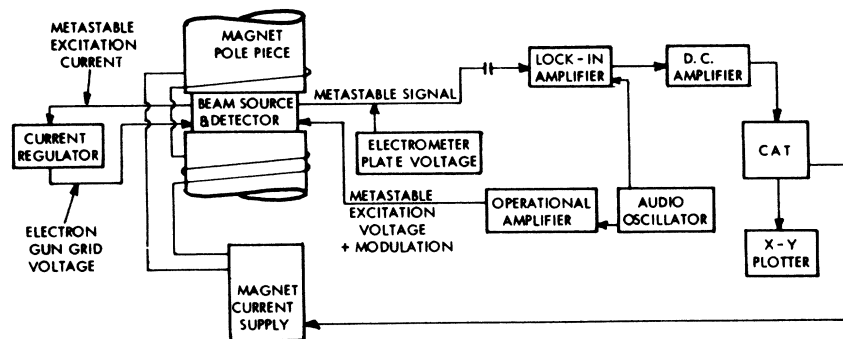 METASTABLE
EXCITATION
CURRENT
MAGNET
POLE PIECE
LOCK-IN
AMPLIFIER
D.C.
AMPLIFIER
BEAM SOURCE
&DETECTOR
METASTABLE SIGNAL
CURRENT
REGULATOR
ELECTROMETER
PLATE VOLTAGE
CAT
METASTABLE
EXCITATION
VOLTAGE
+ MODULATION
OPERATIONAL
AMPLIFIER
AUDIO
OSCILLATOR
ELECTRON
GUN GRID
VOLTAGE
X-Y
PLOTTER
MAGNET
CURRENT
SUPPLY